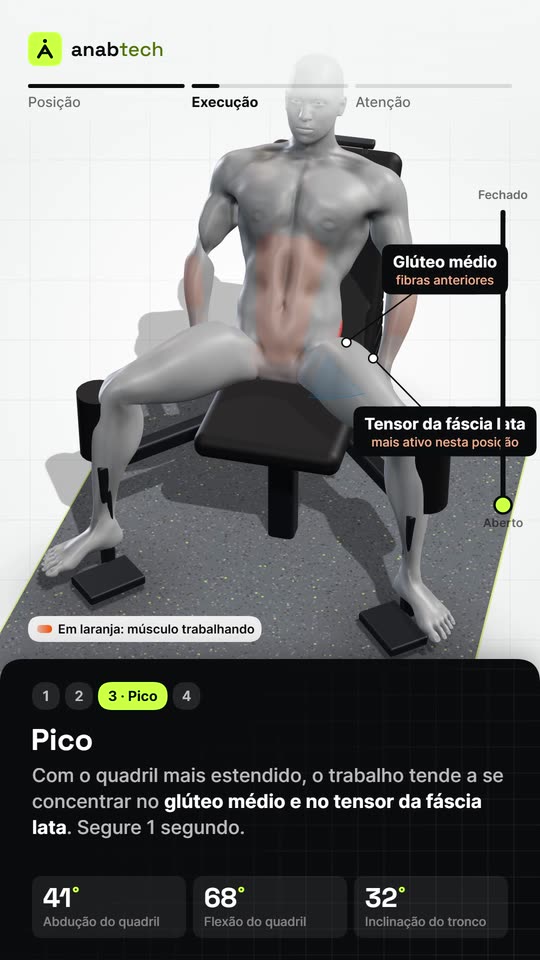 anabtech
Posição
Execução
Atenção
Fechado
Glúteo médio
fibras anteriores
Tensor da fáscia lata
mais ativo nesta posição
Aberto
Em laranja: músculo trabalhando
1
2
3 · Pico
4
Pico
Com o quadril mais estendido, o trabalho tende a se
concentrar no glúteo médio e no tensor da fáscia
lata. Segure 1 segundo.
41°
Abdução do quadril
68°
Flexão do quadril
32°
Inclinação do tronco